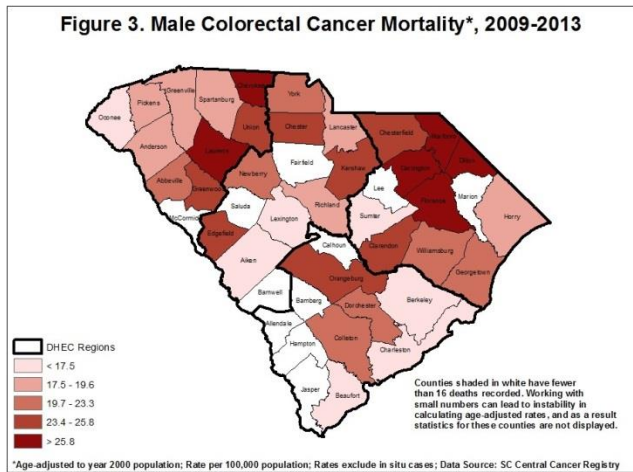 Figure 3. Male Colorectal Cancer Mortality*, 2009-2013
Cherokee
York
Greenville
Spartanburg
Pickens
Oconee
Union
Chester
Lancaster
Chesterfield
Marlboro
Anderson
Laurens
Dillon
Fairfield
Kershaw
Darlington
Newberry
Abbeville
Greenwood
Lee
Marion
Florence
Saluda
Richland
Horry
McCormick
Lexington
Sumter
Edgefield
Calhoun
Clarendon
Williamsburg
Aiken
Orangeburg
Georgetown
Barnwell
Bamberg
Dorchester
Berkeley
Allendale
Colleton
Hampton
Charleston
Jasper
Beaufort
DHEC Regions
< 17.5
17.5 - 19.6
19.7 - 23.3
23.4 - 25.8
> 25.8
Counties shaded in white have fewer
than 16 deaths recorded. Working with
small numbers can lead to instability in
calculating age-adjusted rates, and as a result
statistics for these counties are not displayed.
*Age-adjusted to year 2000 population; Rate per 100,000 population; Rates exclude in situ cases; Data Source: SC Central Cancer Registry